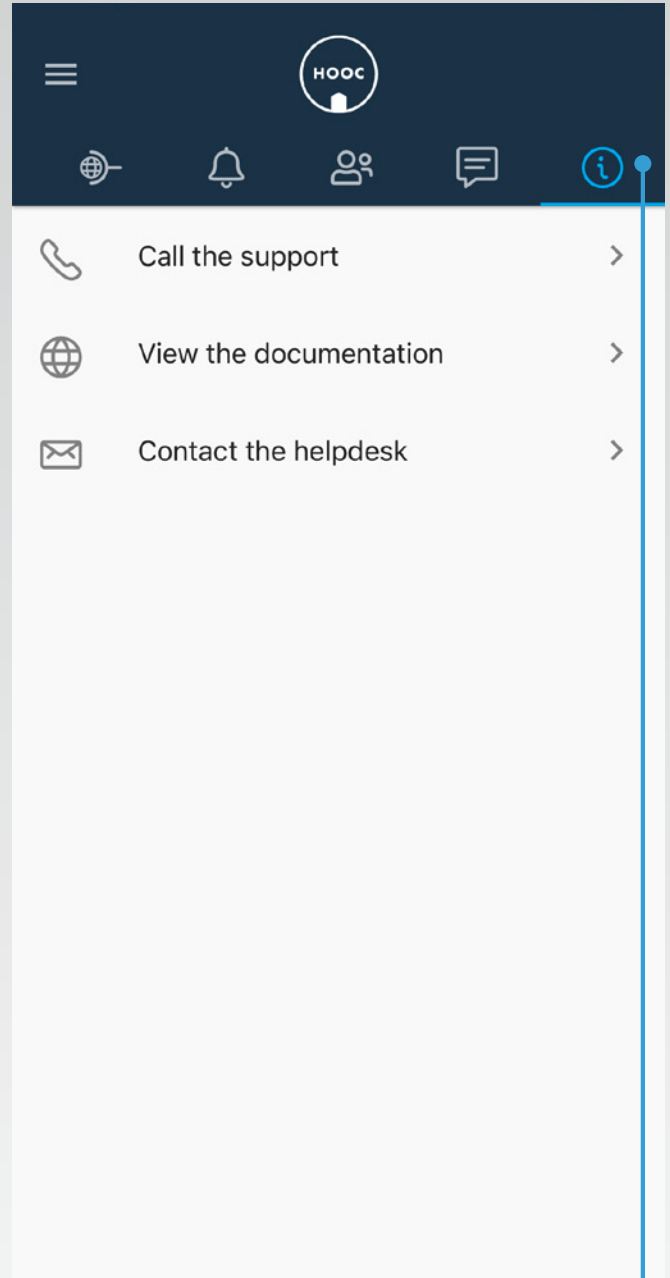 HOOC
Call the support
View the documentation
Contact the helpdesk